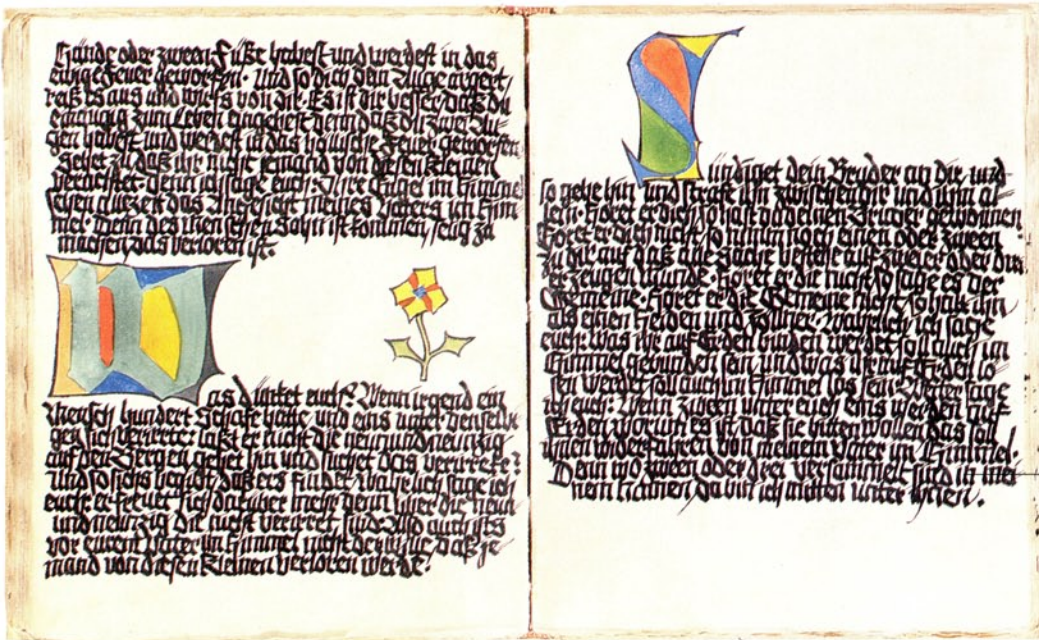 Hände oder zween Füße habest und werdest in das
ewige Feuer geworfen. Und so dich dein Auge ärgert,
reiß es aus und wirfs von dir. Es ist dir besser, daß du
einäugig zum Leben eingehest, denn daß du zwei Au-
gen habest und werdest in das höllische Feuer geworfen.
Sehet zu, daß ihr nicht jemand von diesen Kleinen
verachtet. Denn ich sage euch: Ihre Engel im Himmel
sehen allezeit das Angesicht meines Vaters im Him-
mel. Denn des Menschen Sohn ist kommen, selig zu
machen, das verloren ist.
Was dünket euch? Wenn irgend ein
Mensch hundert Schafe hätte und eins unter densel-
gen sich verirrte: läßt er nicht die neunundneunzig
auf den Bergen, gehet hin und suchet das verirrete?
Und so sichs begibt, daß ers findet, wahrlich sage ich
euch, er freuet sich darüber mehr denn über die neun
und neunzig die nicht verirret sind. Also auch ists
vor eurem Vater im Himmel nicht der Wille, daß je-
mand von diesen Kleinen verloren werde.
Sündiget dein Bruder an dir und
so gehe hin und strafe ihn zwischen dir und ihm al-
lein. Höret er dich, so hast du deinen Bruder gewonnen.
Höret er dich nicht, so nimm noch einen oder zween
zu dir auf daß alle Sache bestehe auf zweier oder drei
er Zeugen Munde. Höret er die nicht so sage es der
Gemeine. Höret er die Gemeine nicht, so halt ihn
als einen Heiden und Zöllner. Wahrlich ich sage
euch: was ihr auf Erden binden werdet soll auch im
Himmel gebunden sein, und was ihr auf Erden lö-
sen werdet soll auch im Himmel los sein. Weiter sage
ich euch: Wenn zween unter euch eins werden auf
Erden, worum es ist daß sie bitten wollen, das soll
ihnen widerfahren von meinem Vater im Himmel.
Denn wo zween oder drei versammelt sind in mei-
nem Namen, da bin ich mitten unter ihnen.